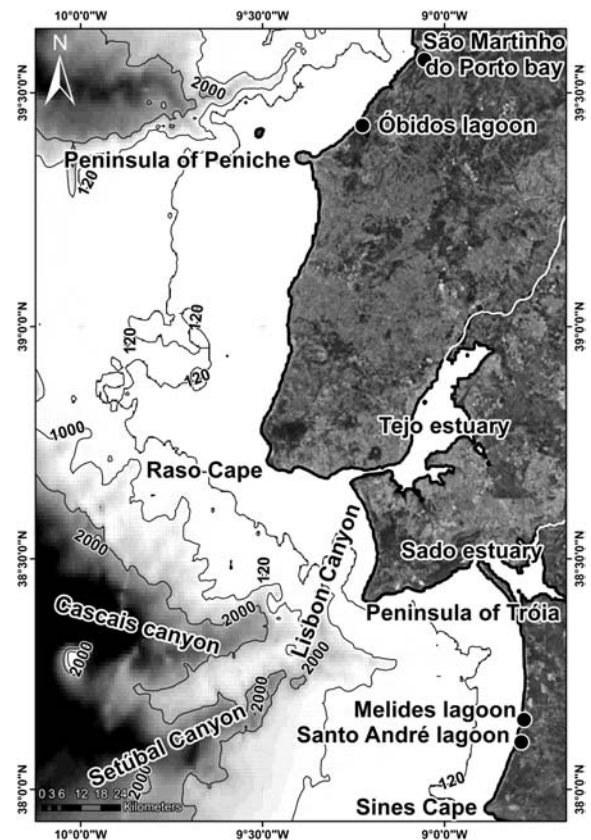 10°00'0"W
9°30'0"W
9°00'0"W
N
São Martinho
do Porto bay
2000
39°30'0"N
39°30'0"N
Óbidos lagoon
Peninsula of Peniche
120
39°0'0"N
39°0'0"N
120
120
120
Tejo estuary
1000
Raso Cape
2000
38°30'0"N
38°30'0"N
Sado estuary
120
Lisbon Canyon
Cascais canyon
2000
Peninsula of Tróia
2000
2000
2000
Melides lagoon
Santo André lagoon
Setúbal Canyon
2000
120
38°0'0"N
38°0'0"N
0 3 6 12 18 24
Kilometers
Sines Cape
10°00'0"W
9°30'0"W
9°00'0"W